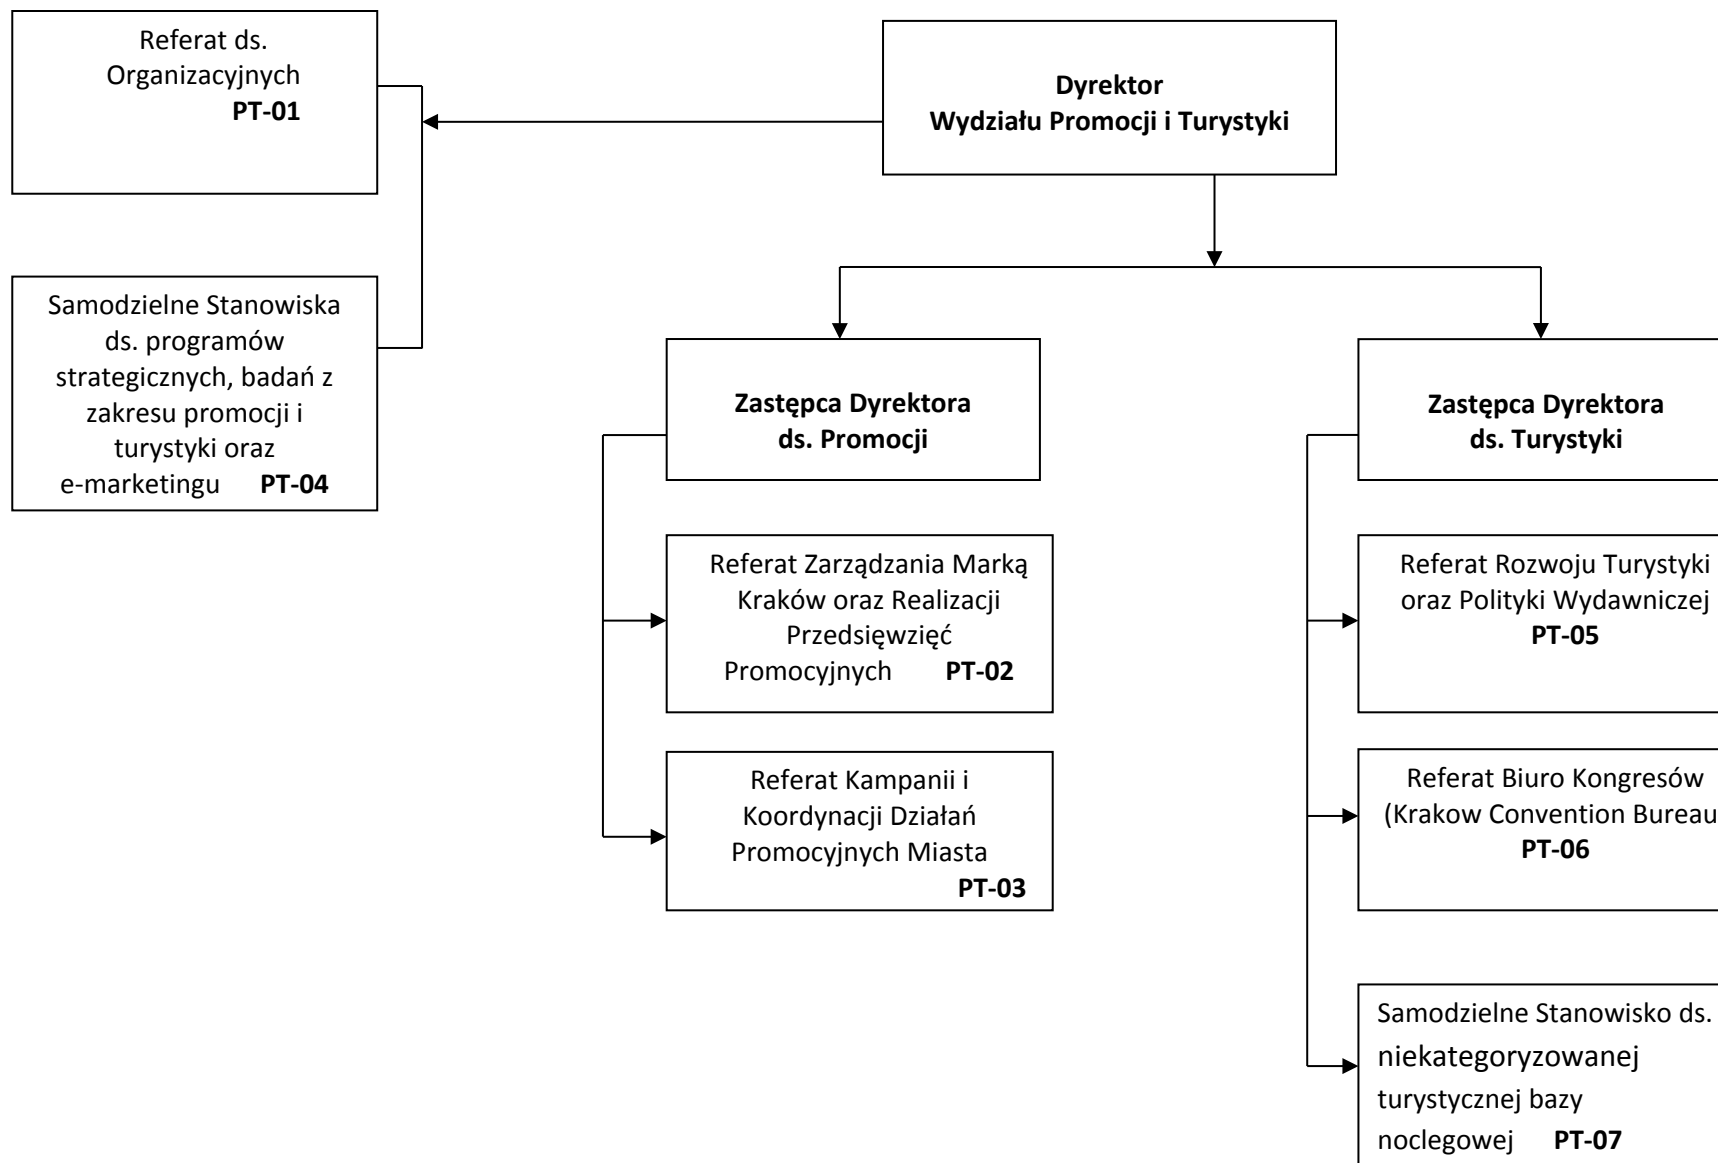 Referat ds.
Organizacyjnych
PT-01
Dyrektor
Wydziału Promocji i Turystyki
Samodzielne Stanowiska
ds. programów
strategicznych, badań z
zakresu promocji i
turystyki oraz
e-marketingu PT-04
Zastępca Dyrektora
ds. Promocji
Referat Zarządzania Marką
Kraków oraz Realizacji
Przedsięwzięć
Promocyjnych PT-02
Referat Kampanii i
Koordynacji Działań
Promocyjnych Miasta
PT-03
Zastępca Dyrektora
ds. Turystyki
Referat Rozwoju Turystyki
oraz Polityki Wydawniczej
PT-05
Referat Biuro Kongresów
(Krakow Convention Bureau
PT-06
Samodzielne Stanowisko ds.
niekategoryzowanej
turystycznej bazy
noclegowej PT-07